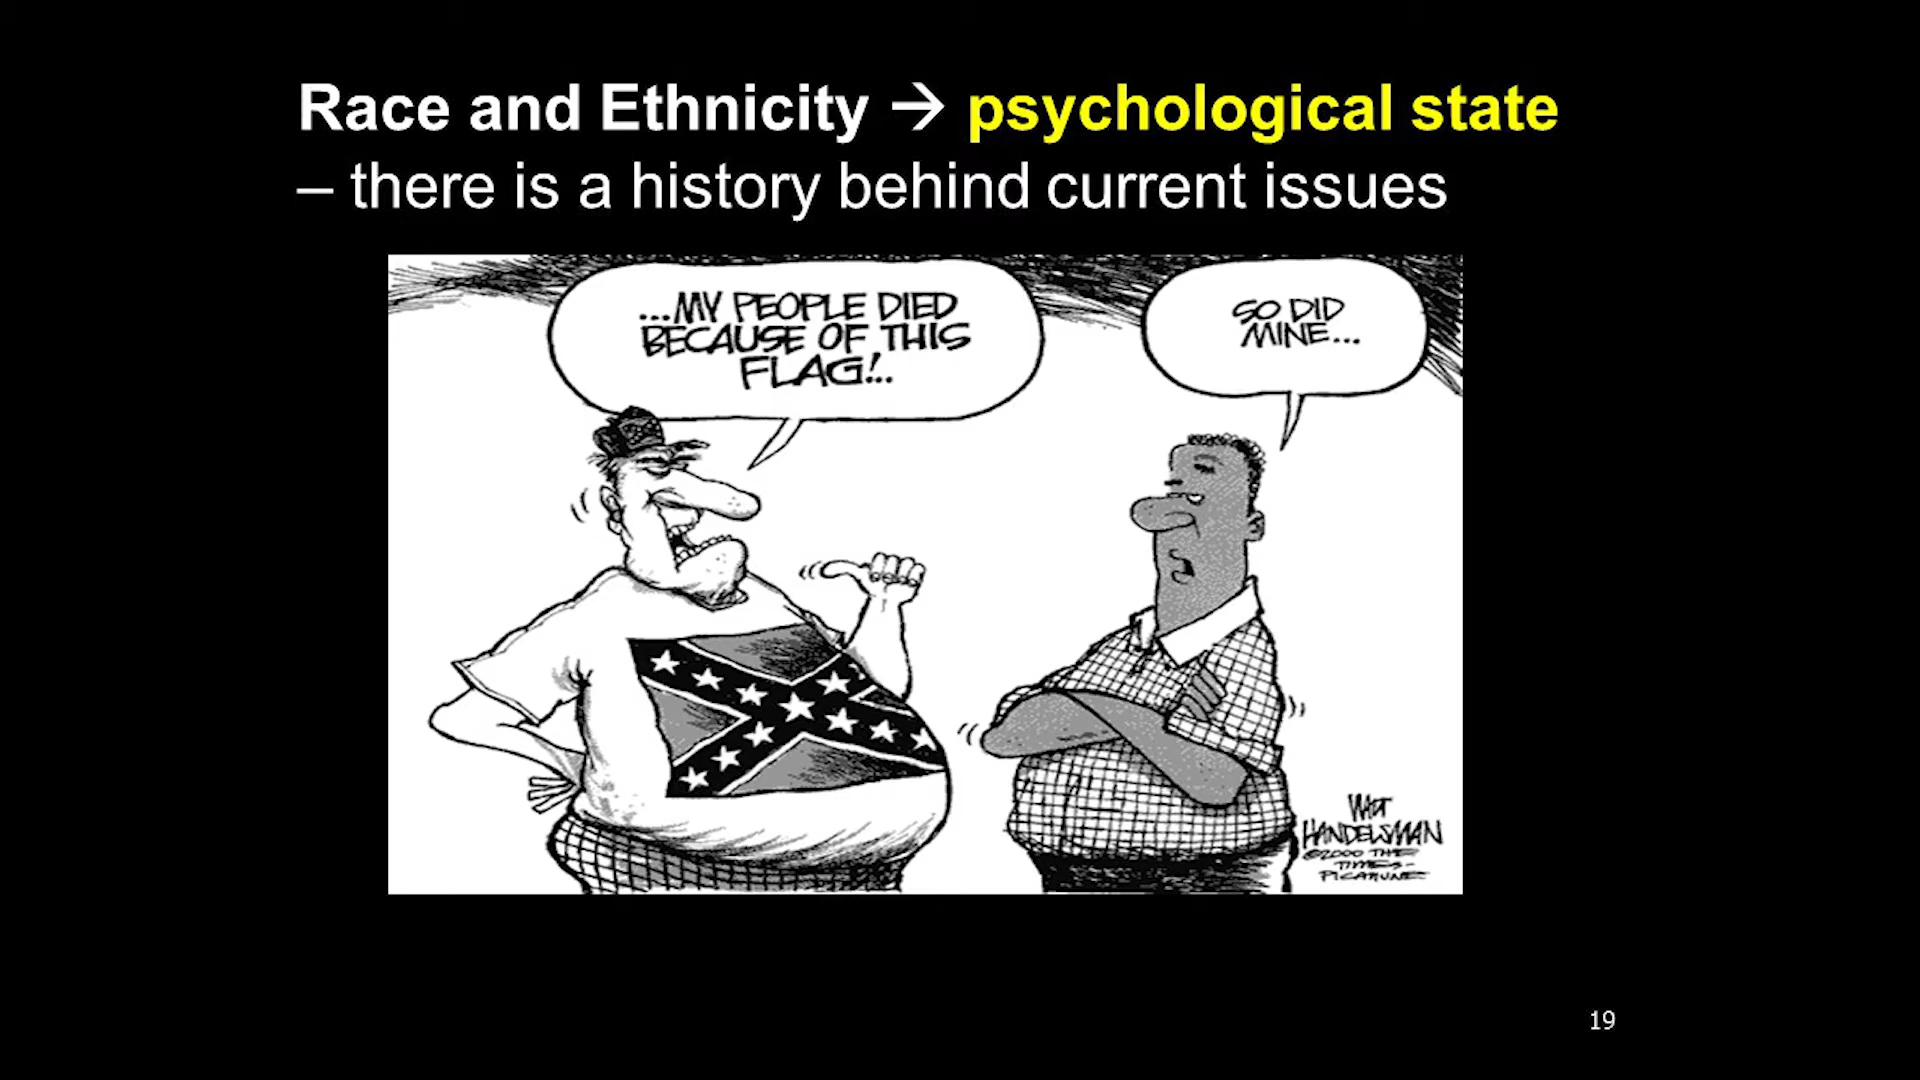 Race and Ethnicity → psychological state
– there is a history behind current issues
...MY PEOPLE DIED
BECAUSE OF THIS
FLAG!..
SO DID
MINE...
WALT
HANDELSMAN
©2000 THE
TIMES-
PICAYUNE
19